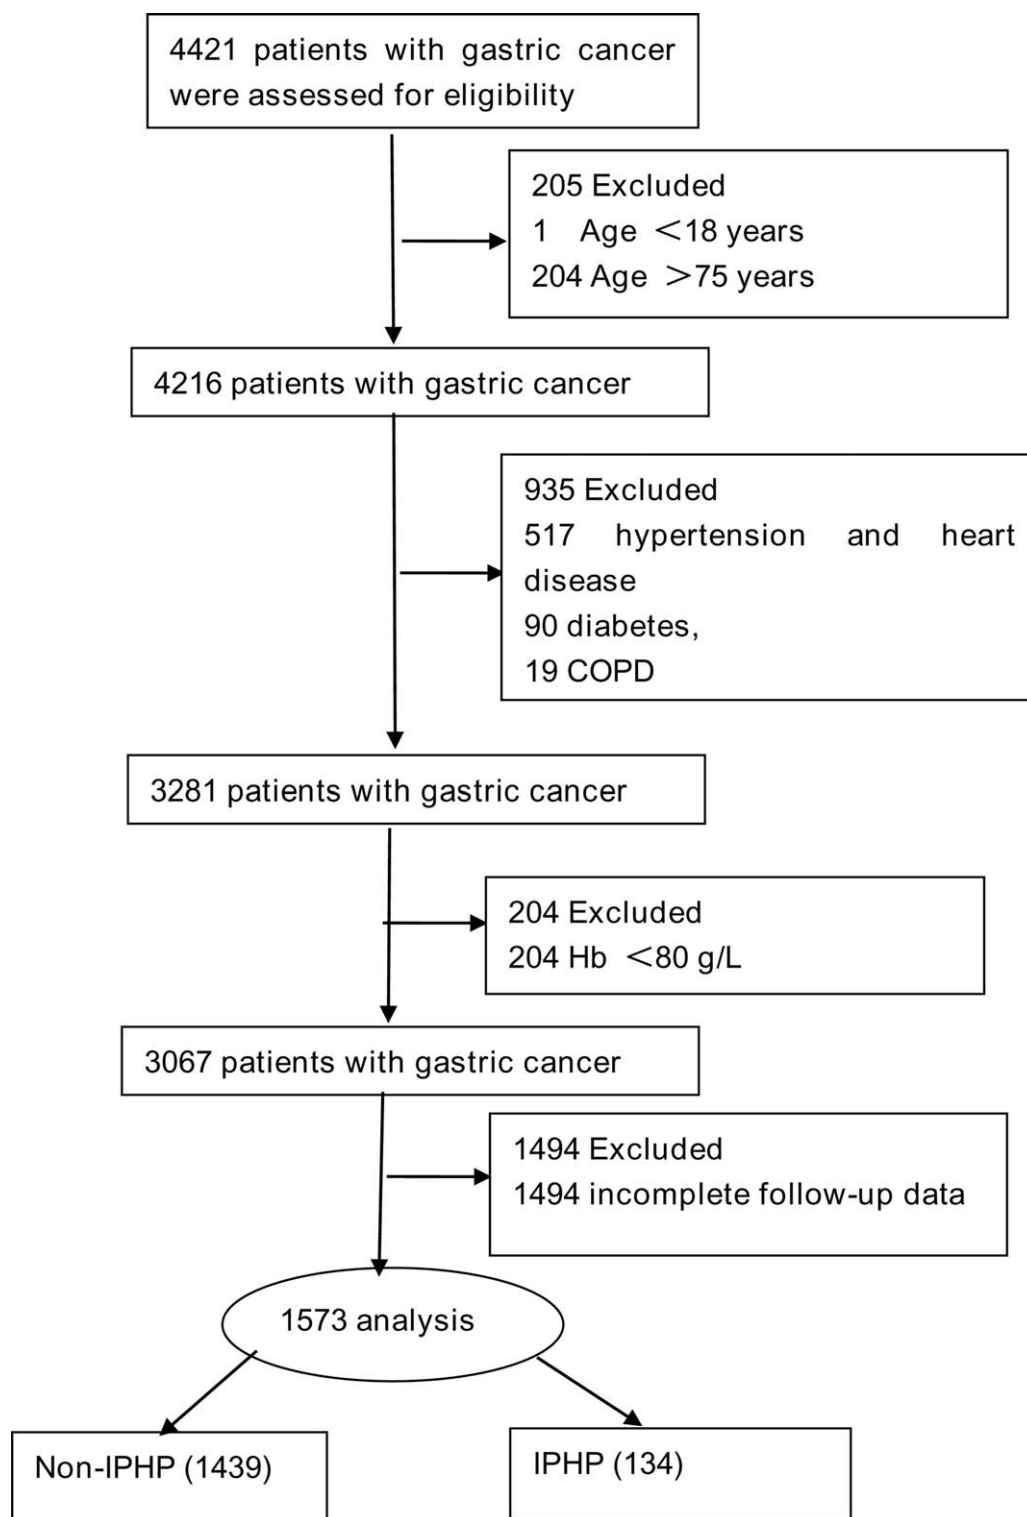 4421 patients with gastric cancer
were assessed for eligibility
205 Excluded
1 Age <18 years
204 Age >75 years
4216 patients with gastric cancer
935 Excluded
517 hypertension and heart
disease
90 diabetes,
19 COPD
3281 patients with gastric cancer
204 Excluded
204 Hb <80 g/L
3067 patients with gastric cancer
1494 Excluded
1494 incomplete follow-up data
1573 analysis
Non-IPHP (1439)
IPHP (134)